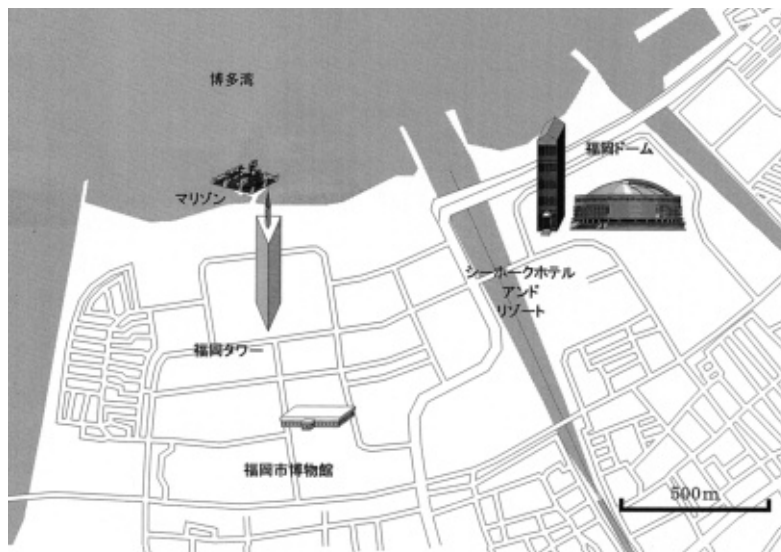 博多湾
福岡ドーム
マリゾン
シーホークホテル
アンド
リゾート
福岡タワー
福岡市博物館
500m